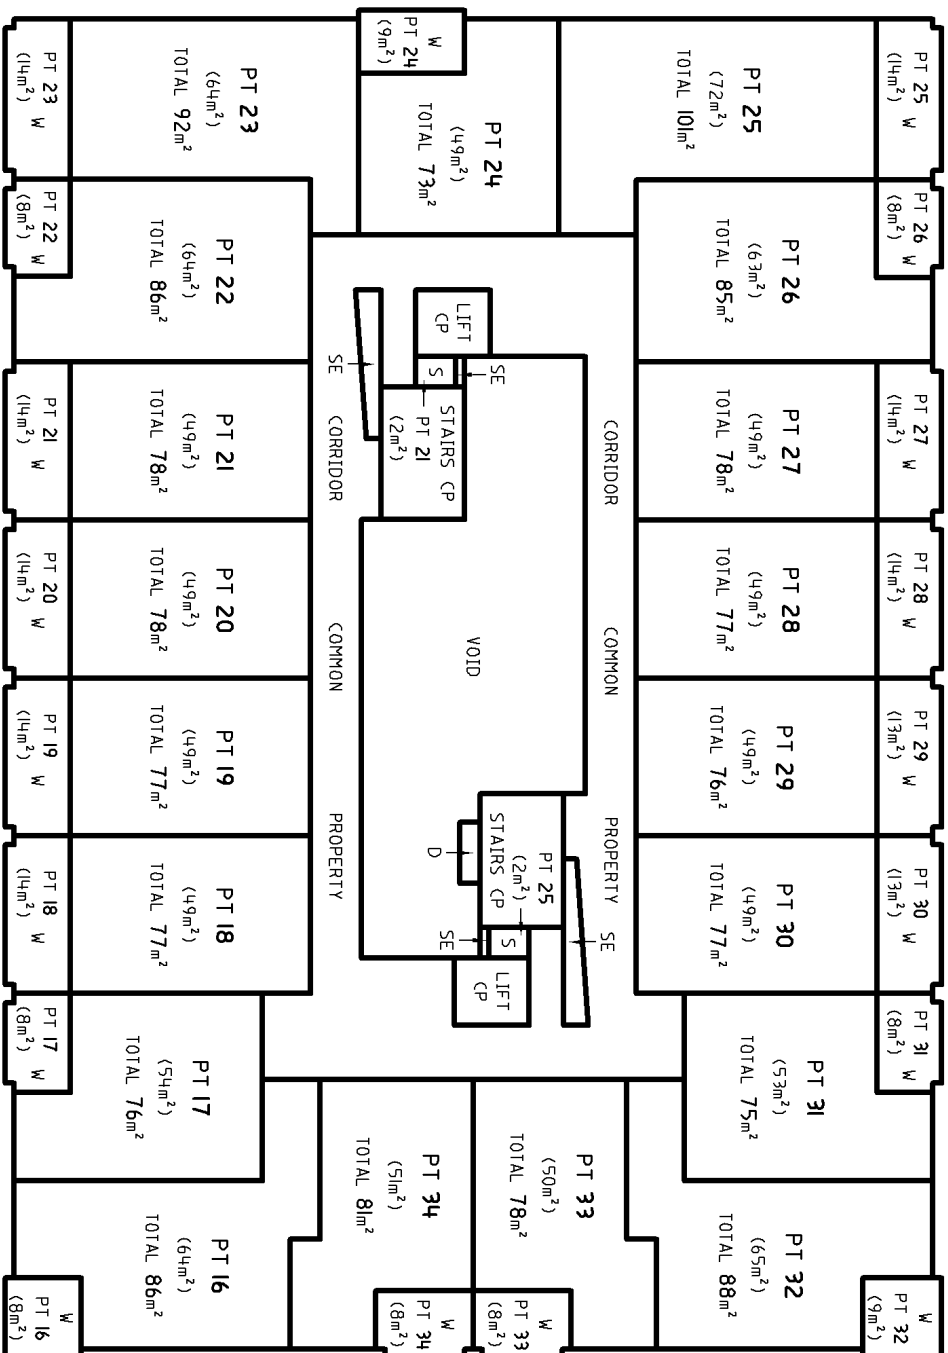 W
PT 24
(9m²)
PT 23 W
(14m²)
PT 23
(64m²)
TOTAL 92m²
PT 24
(49m²)
TOTAL 73m²
PT 25
(72m²)
TOTAL 101m²
PT 25 W
(14m²)
PT 22 W
(8m²)
PT 22
(64m²)
TOTAL 86m²
PT 26
(63m²)
TOTAL 85m²
PT 26 W
(8m²)
LIFT
CP
SE
S
SE
STAIRS CP
PT 21
(2m²)
PT 21 W
(14m²)
PT 21
(49m²)
TOTAL 78m²
PT 27
(49m²)
TOTAL 78m²
PT 27 W
(14m²)
PT 20 W
(14m²)
PT 20
(49m²)
TOTAL 78m²
PT 28
(49m²)
TOTAL 77m²
PT 28 W
(14m²)
CORRIDOR COMMON PROPERTY
VOID
CORRIDOR COMMON PROPERTY
PT 19 W
(14m²)
PT 19
(49m²)
TOTAL 77m²
PT 29
(49m²)
TOTAL 76m²
PT 29 W
(13m²)
PT 25
(2m²)
STAIRS CP
D
SE
S
SE
LIFT
CP
PT 18 W
(14m²)
PT 18
(49m²)
TOTAL 77m²
PT 30
(49m²)
TOTAL 77m²
PT 30 W
(13m²)
PT 17 W
(8m²)
PT 17
(54m²)
TOTAL 76m²
PT 31
(53m²)
TOTAL 75m²
PT 31 W
(8m²)
PT 16
(64m²)
TOTAL 86m²
PT 34
(51m²)
TOTAL 81m²
PT 33
(50m²)
TOTAL 78m²
PT 32
(65m²)
TOTAL 88m²
W
PT 16
(8m²)
W
PT 34
(8m²)
W
PT 33
(8m²)
W
PT 32
(9m²)